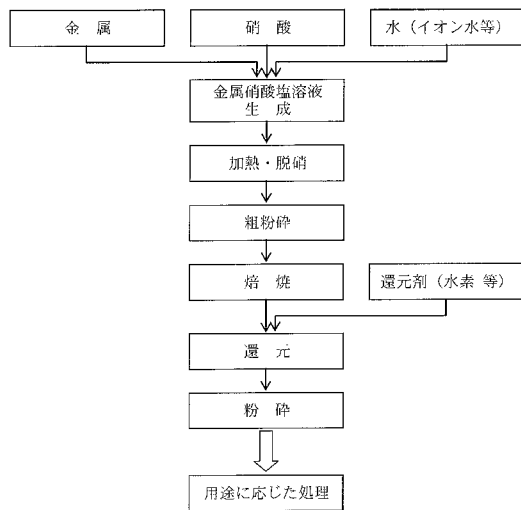 金 属
硝 酸
水（イオン水等）
金属硝酸塩溶液
生 成
加熱・脱硝
粗粉砕
焙 焼
還元剤（水素 等）
還 元
粉 砕
用途に応じた処理